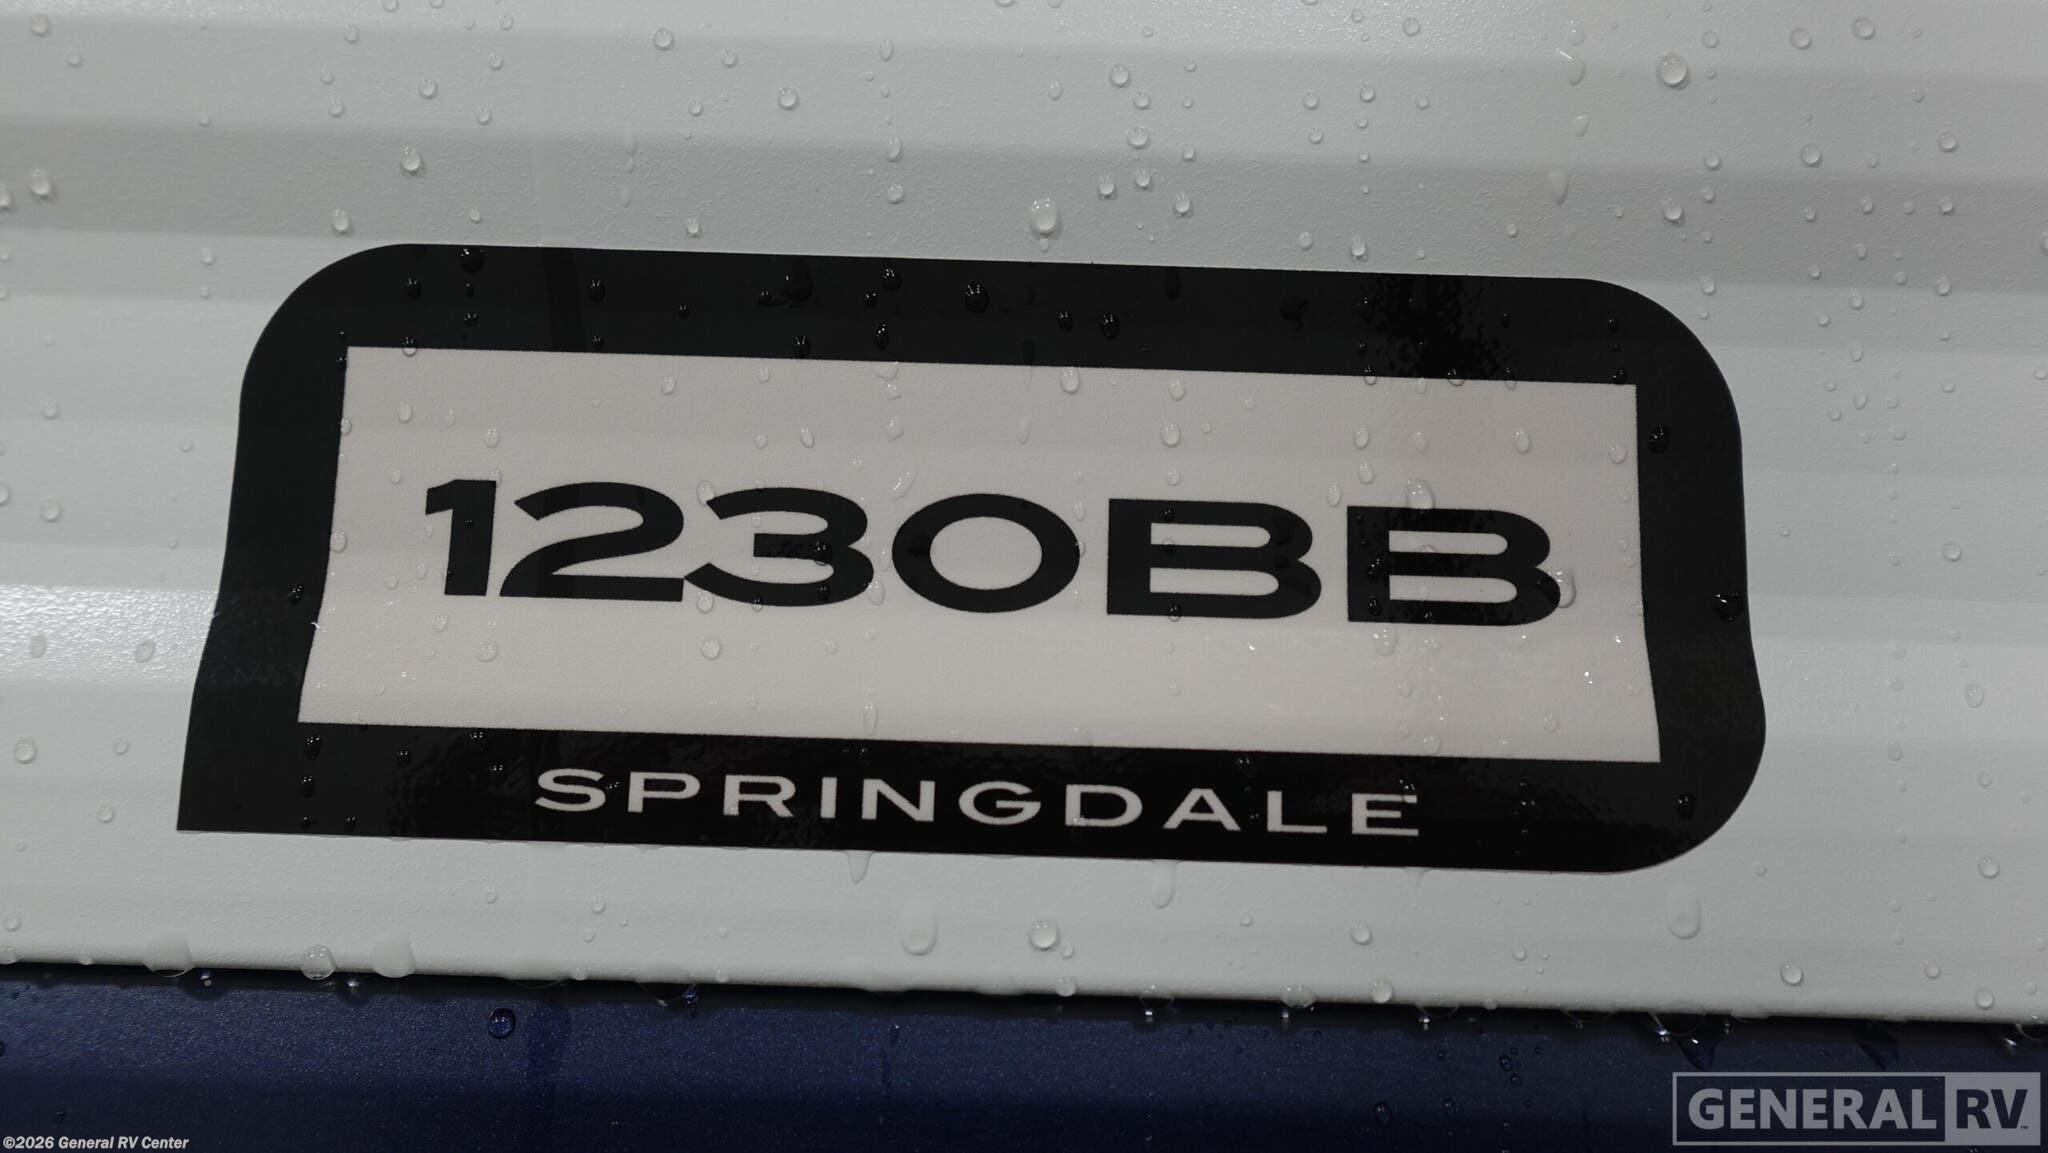 1230BB
SPRINGDALE
GENERAL RV
©2026 General RV Center